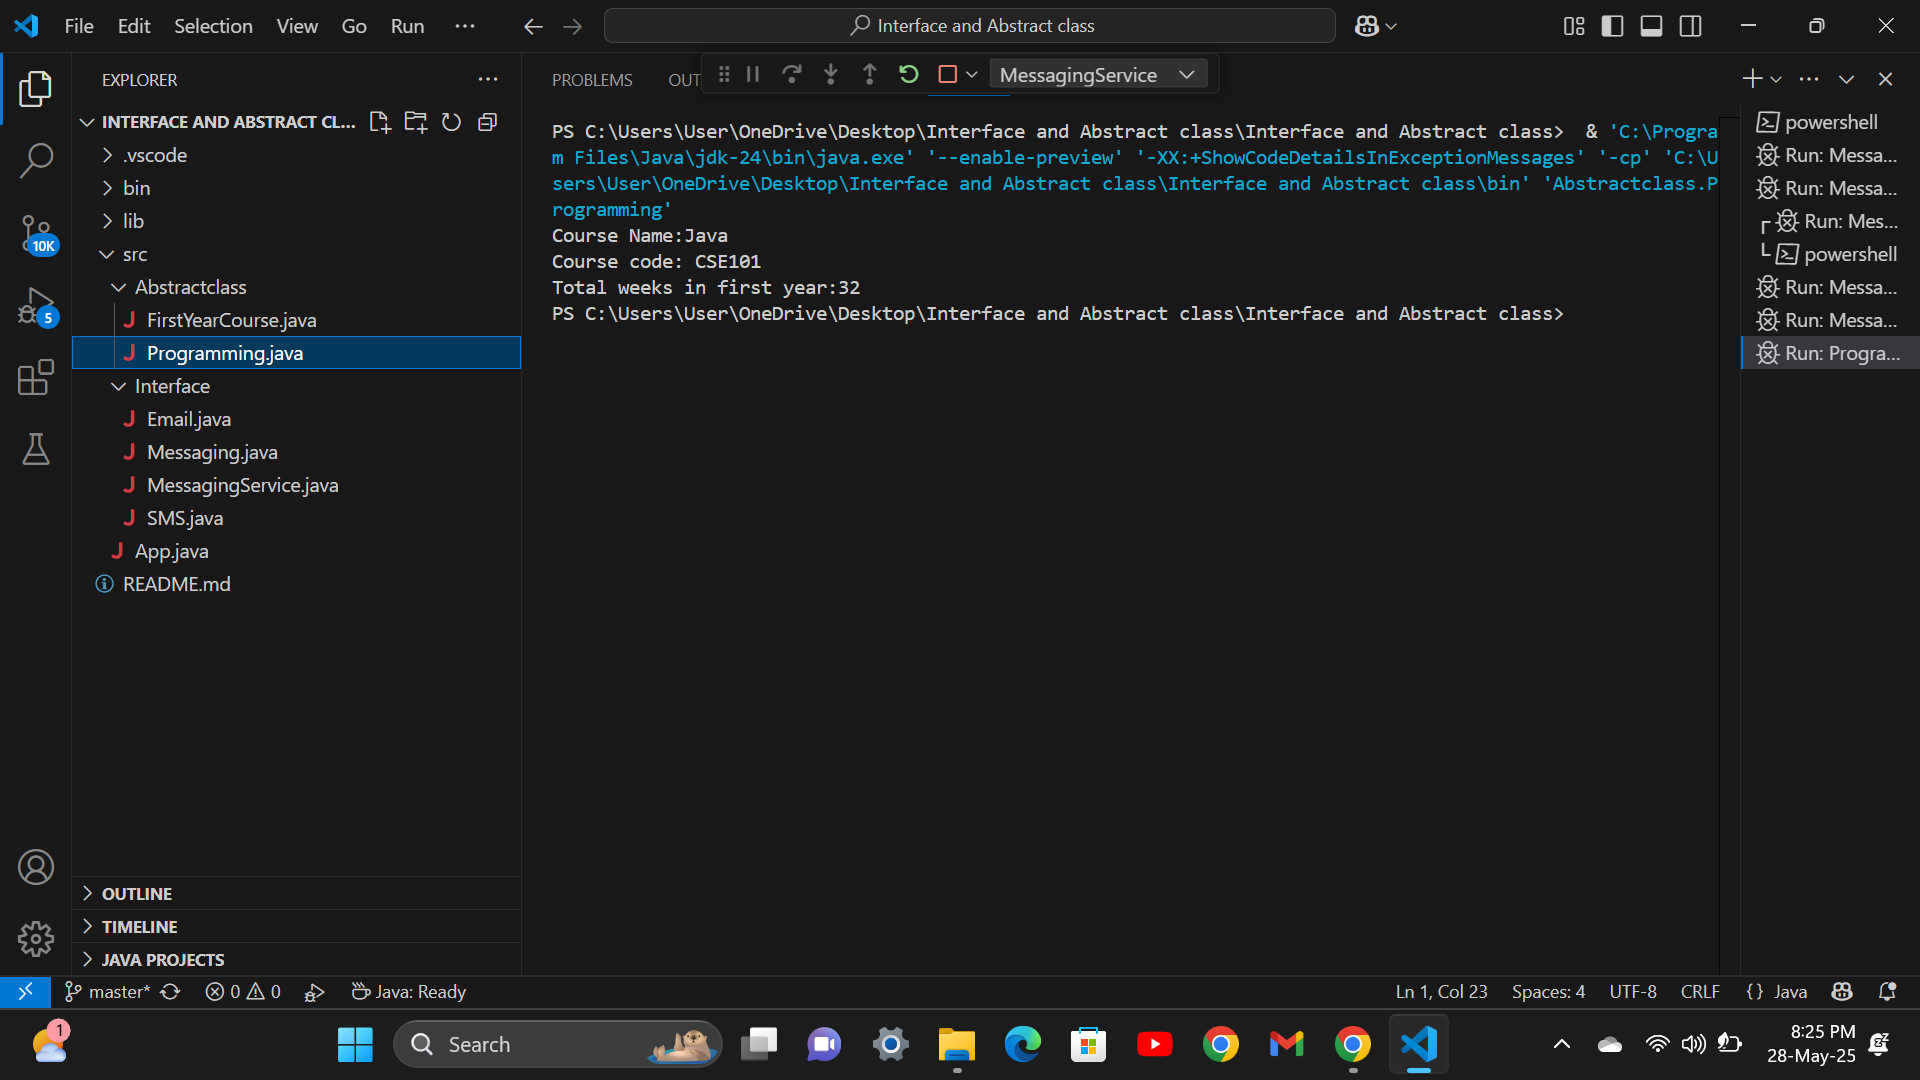 File Edit Selection View Go Run ···
Interface and Abstract class
EXPLORER
INTERFACE AND ABSTRACT CL...
.vscode
bin
lib
src
Abstractclass
FirstYearCourse.java
Programming.java
Interface
Email.java
Messaging.java
MessagingService.java
SMS.java
App.java
README.md
OUTLINE
TIMELINE
JAVA PROJECTS
10K
5
PROBLEMS OUT
MessagingService
PS C:\Users\User\OneDrive\Desktop\Interface and Abstract class\Interface and Abstract class> & 'C:\Progra
m Files\Java\jdk-24\bin\java.exe' '--enable-preview' '-XX:+ShowCodeDetailsInExceptionMessages' '-cp' 'C:\U
sers\User\OneDrive\Desktop\Interface and Abstract class\Interface and Abstract class\bin' 'Abstractclass.P
rogramming'
Course Name:Java
Course code: CSE101
Total weeks in first year:32
PS C:\Users\User\OneDrive\Desktop\Interface and Abstract class\Interface and Abstract class>
powershell
Run: Messa...
Run: Messa...
Run: Mes...
powershell
Run: Messa...
Run: Messa...
Run: Progra...
master* 0 0 Java: Ready
Ln 1, Col 23 Spaces: 4 UTF-8 CRLF {} Java
1
Search
8:25 PM
28-May-25